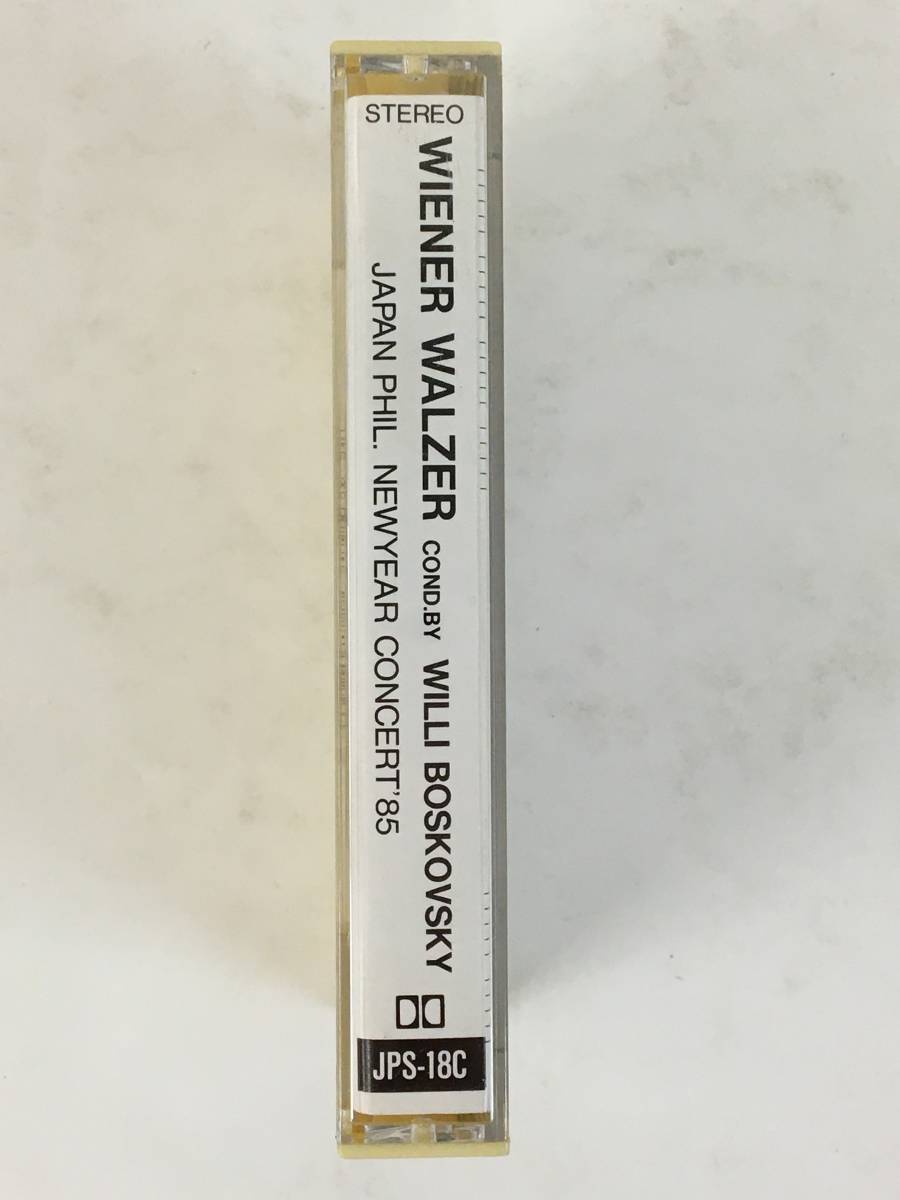 STEREO
WIENER WALZER COND.BY WILLI BOSKOVSKY
JAPAN PHIL. NEWYEAR CONCERT'85
JPS-18C